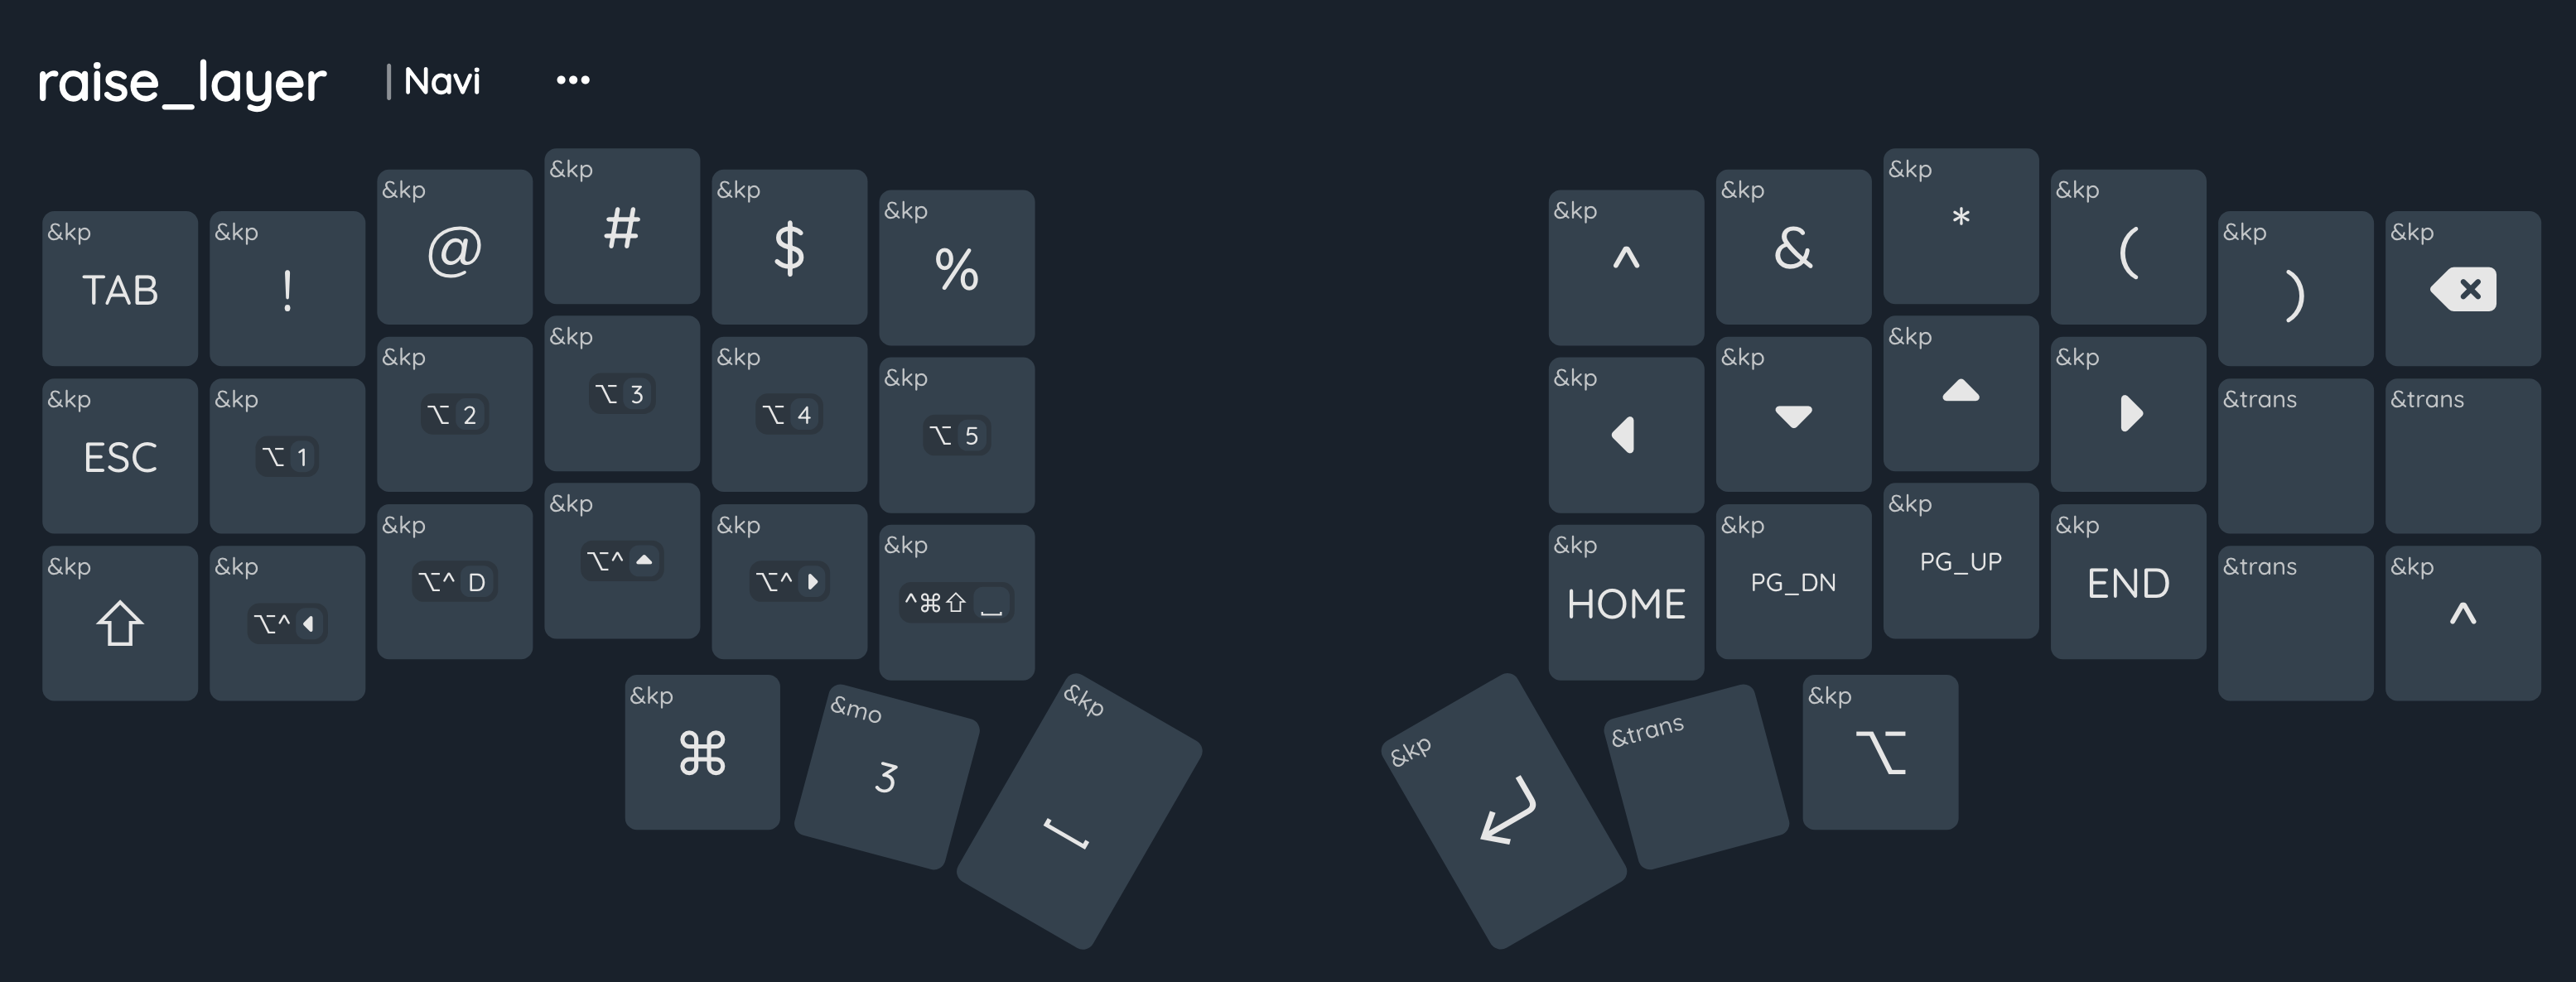 raise_layer | Navi •••
&kp TAB &kp ! &kp @ &kp # &kp $ &kp % &kp ^ &kp & &kp * &kp ( &kp ) &kp ⌫
&kp ESC &kp ⌥ 1 &kp ⌥ 2 &kp ⌥ 3 &kp ⌥ 4 &kp ⌥ 5 &kp ◀ &kp ▼ &kp ▲ &kp ▶ &trans &trans
&kp ⇧ &kp ⌥^ ◀ &kp ⌥^ D &kp ⌥^ ▲ &kp ⌥^ ▶ &kp ^⌘⇧ ⎵ &kp HOME &kp PG_DN &kp PG_UP &kp END &trans &kp ^
&kp ⌘ &mo 3 &kp ⎵ &kp ↵ &trans &kp ⌥